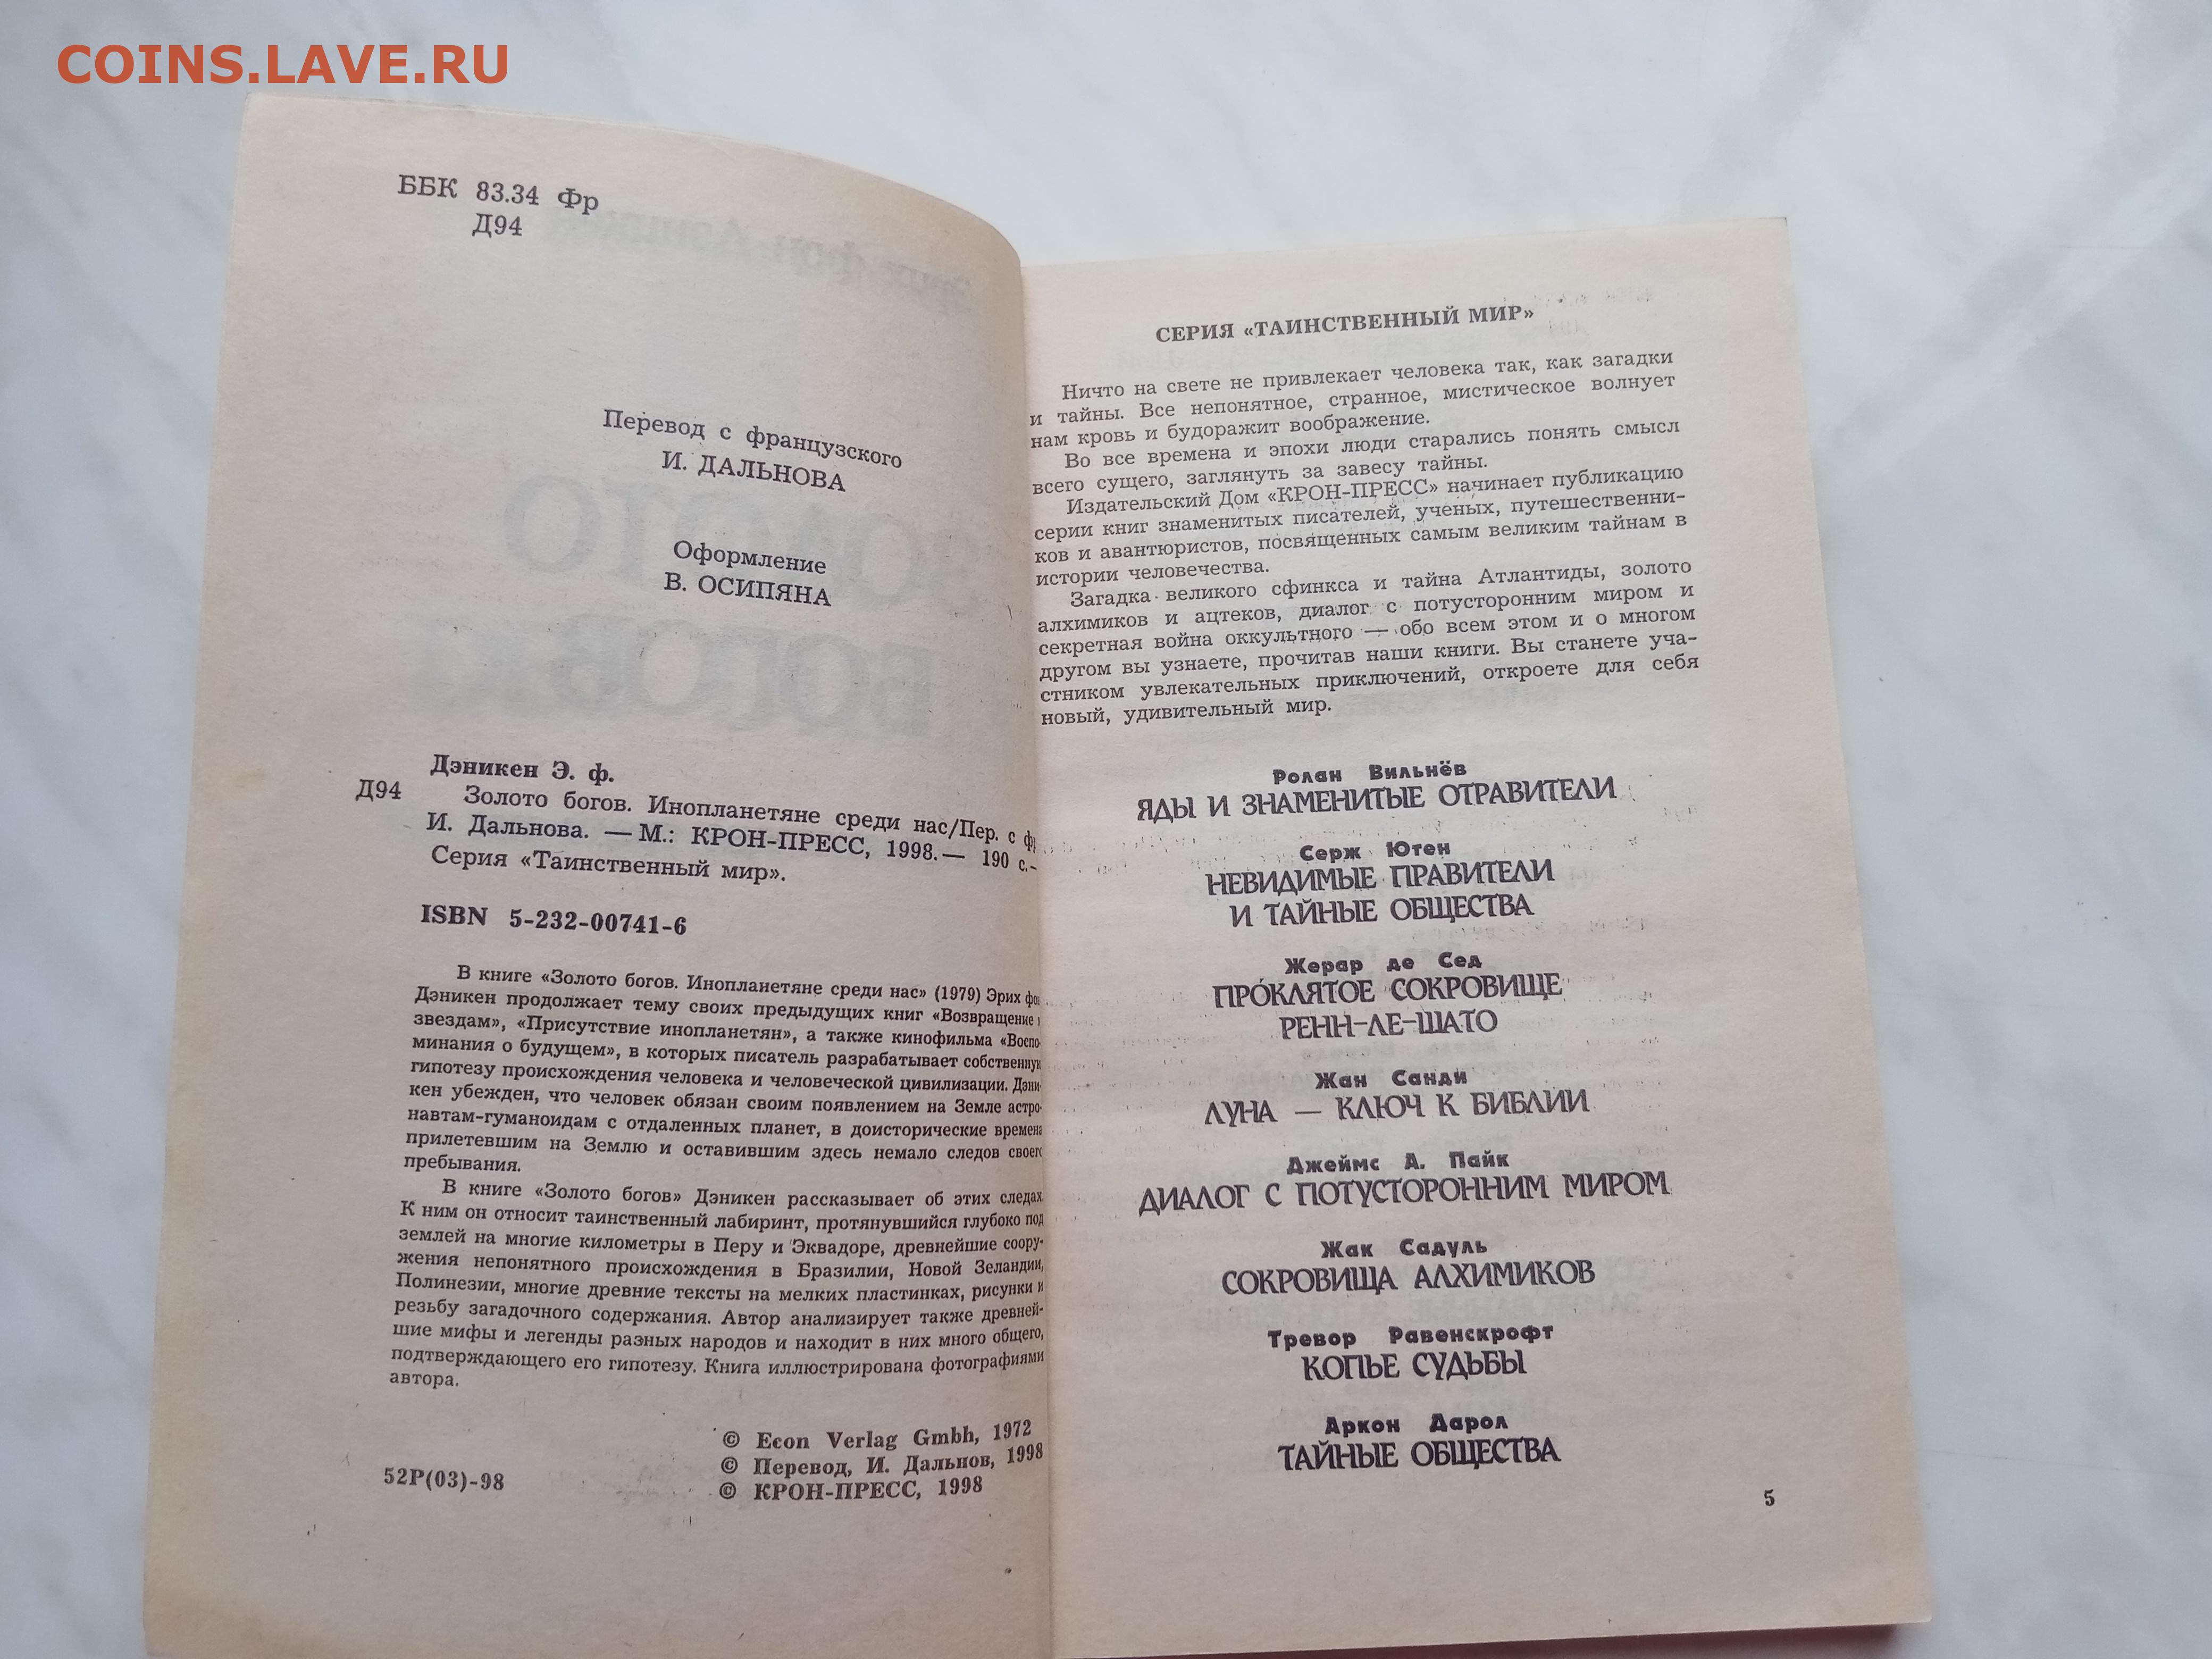 COINS.LAVE.RU
ББК 83.34 Фр
Д94
Перевод с французского
И. ДАЛЬНОВА
Оформление
В. ОСИПЯНА
Дэникен Э. ф.
Д94 Золото богов. Инопланетяне среди нас/Пер. с фр
И. Дальнова. — М.: КРОН-ПРЕСС, 1998.— 190 с.—
Серия «Таинственный мир».
ISBN 5-232-00741-6
В книге «Золото богов. Инопланетяне среди нас» (1979) Эрих фон
Дэникен продолжает тему своих предыдущих книг «Возвращение
звездам», «Присутствие инопланетян», а также кинофильма «Воспо-
минания о будущем», в которых писатель разрабатывает собственную
гипотезу происхождения человека и человеческой цивилизации. Дэни-
кен убежден, что человек обязан своим появлением на Земле астро-
навтам-гуманоидам с отдаленных планет, в доисторические времена
прилетевшим на Землю и оставившим здесь немало следов своего
пребывания.
В книге «Золото богов» Дэникен рассказывает об этих следах.
К ним он относит таинственный лабиринт, протянувшийся глубоко под
землей на многие километры в Перу и Эквадоре, древнейшие соору-
жения непонятного происхождения в Бразилии, Новой Зеландии,
Полинезии, многие древние тексты на мелких пластинках, рисунки и
резьбу загадочного содержания. Автор анализирует также древней-
шие мифы и легенды разных народов и находит в них много общего,
подтверждающего его гипотезу. Книга иллюстрирована фотографиями
автора.
© Econ Verlag Gmbh, 1972
© Перевод, И. Дальнов, 1998
52Р(03)-98 © КРОН-ПРЕСС, 1998
СЕРИЯ «ТАИНСТВЕННЫЙ МИР»
Ничто на свете не привлекает человека так, как загадки
и тайны. Все непонятное, странное, мистическое волнует
нам кровь и будоражит воображение.
Во все времена и эпохи люди старались понять смысл
всего сущего, заглянуть за завесу тайны.
Издательский Дом «КРОН-ПРЕСС» начинает публикацию
серии книг знаменитых писателей, ученых, путешественни-
ков и авантюристов, посвященных самым великим тайнам в
истории человечества.
Загадка великого сфинкса и тайна Атлантиды, золото
алхимиков и ацтеков, диалог с потусторонним миром и
секретная война оккультного — обо всем этом и о многом
другом вы узнаете, прочитав наши книги. Вы станете уча-
стником увлекательных приключений, откроете для себя
новый, удивительный мир.
Ролан Вильнёв
ЯДЫ И ЗНАМЕНИТЫЕ ОТРАВИТЕЛИ
Серж Ютен
НЕВИДИМЫЕ ПРАВИТЕЛИ
И ТАЙНЫЕ ОБЩЕСТВА
Жерар де Сед
ПРОКЛЯТОЕ СОКРОВИЩЕ
РЕНН-ЛЕ-ШАТО
Жан Санди
ЛУНА — КЛЮЧ К БИБЛИИ
Джеймс А. Пайк
ДИАЛОГ С ПОТУСТОРОННИМ МИРОМ
Жак Садуль
СОКРОВИЩА АЛХИМИКОВ
Тревор Равенскрофт
КОПЬЕ СУДЬБЫ
Аркон Дарол
ТАЙНЫЕ ОБЩЕСТВА
5